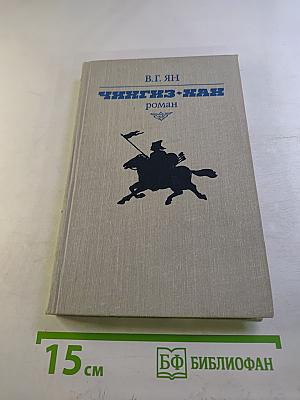 В.Г. ЯН
ЧИНГИЗ-ХАН
роман
15 см
БФ БИБЛИОФАН